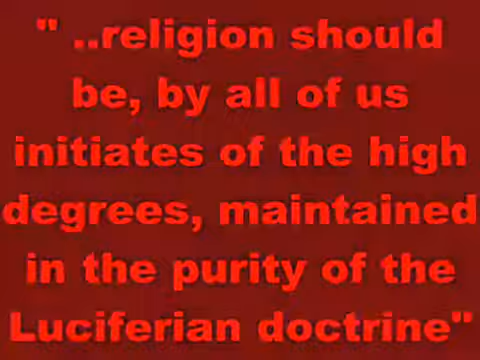 " ..religion should
be, by all of us
initiates of the high
degrees, maintained
in the purity of the
Luciferian doctrine"